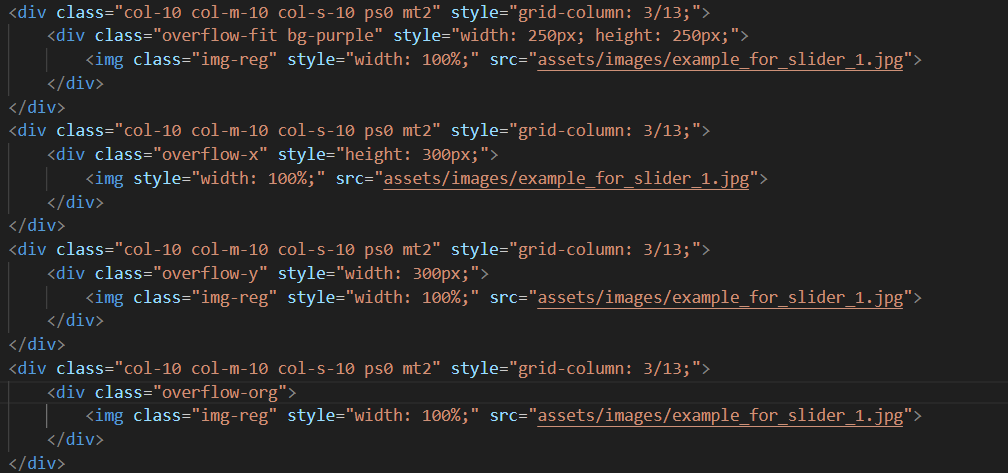 <div class="col-10 col-m-10 col-s-10 ps0 mt2" style="grid-column: 3/13;">
<div class="overflow-fit bg-purple" style="width: 250px; height: 250px;">
<img class="img-reg" style="width: 100%;" src="assets/images/example_for_slider_1.jpg">
</div>
</div>
<div class="col-10 col-m-10 col-s-10 ps0 mt2" style="grid-column: 3/13;">
<div class="overflow-x" style="height: 300px;">
<img style="width: 100%;" src="assets/images/example_for_slider_1.jpg">
</div>
</div>
<div class="col-10 col-m-10 col-s-10 ps0 mt2" style="grid-column: 3/13;">
<div class="overflow-y" style="width: 300px;">
<img class="img-reg" style="width: 100%;" src="assets/images/example_for_slider_1.jpg">
</div>
</div>
<div class="col-10 col-m-10 col-s-10 ps0 mt2" style="grid-column: 3/13;">
<div class="overflow-org">
<img class="img-reg" style="width: 100%;" src="assets/images/example_for_slider_1.jpg">
</div>
</div>